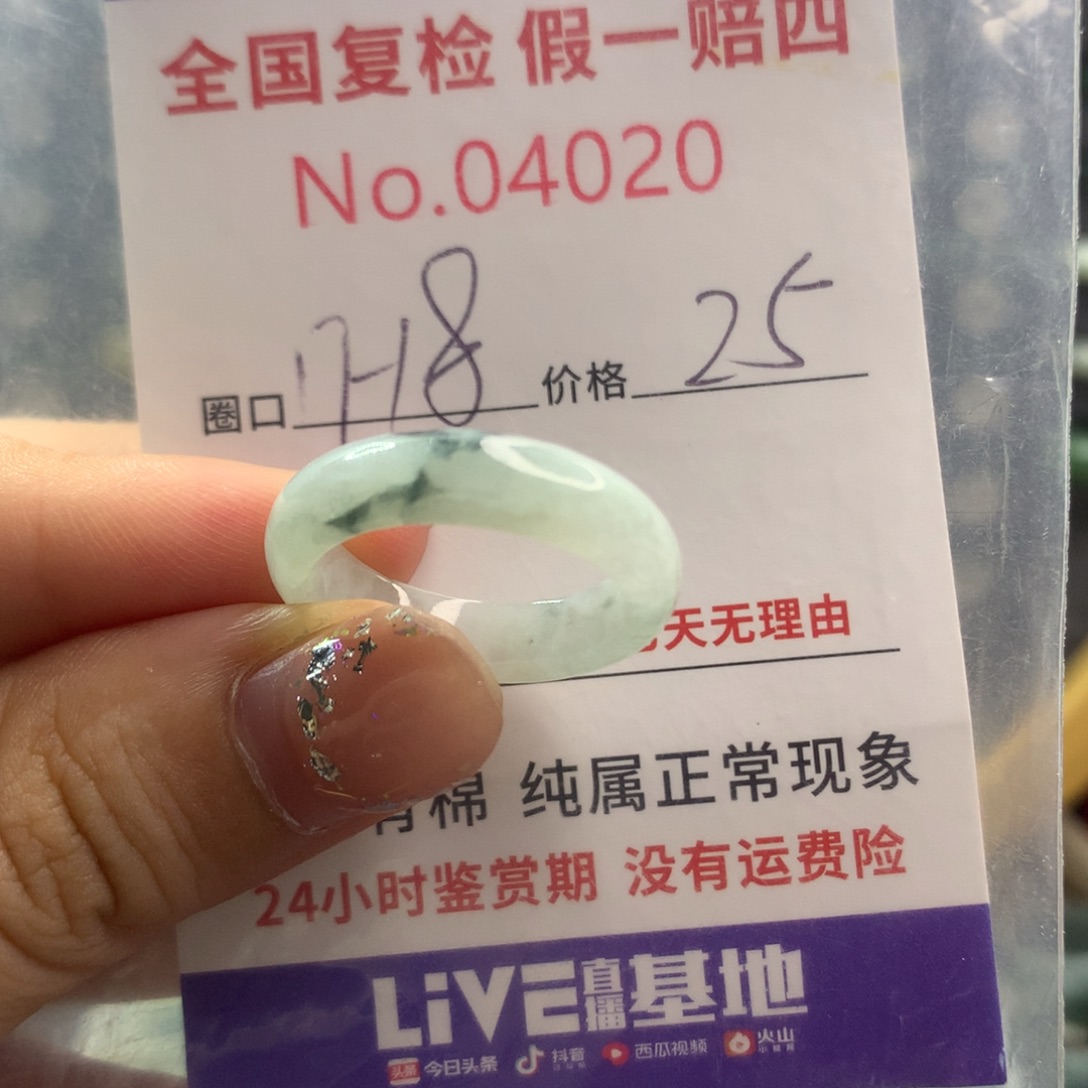 全国复检 假一赔四
No.04020
圈口 17-18 价格 25
天无理由
有棉 纯属正常现象
24小时鉴赏期 没有运费险
LiVE直播基地
头条 今日头条 抖音 西瓜视频 火山